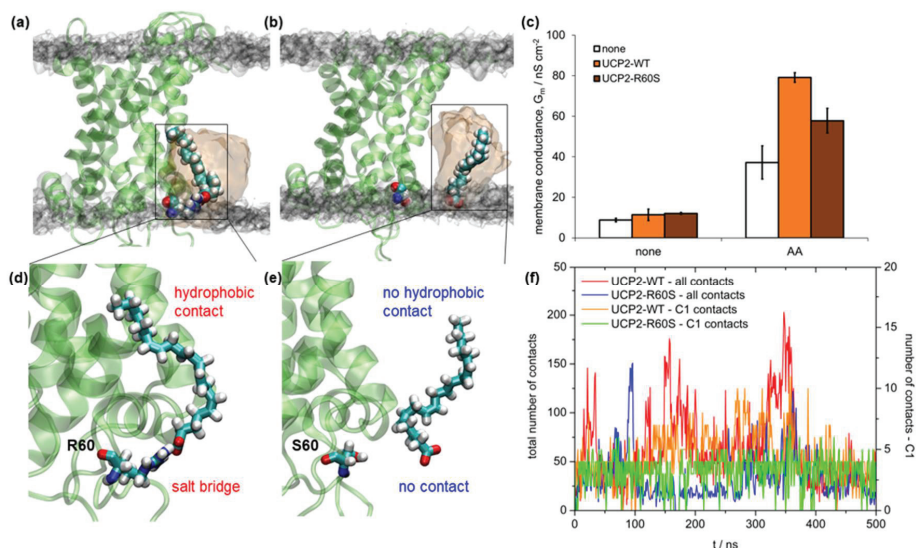 (a)
(b)
(c)
membrane conductance, Gm / nS cm-2
100
80
60
40
20
0
none
UCP2-WT
UCP2-R60S
none
AA
(d)
hydrophobic
contact
R60
salt bridge
(e)
no hydrophobic
contact
S60
no contact
(f)
total number of contacts
250
200
150
100
50
0
UCP2-WT - all contacts
UCP2-R60S - all contacts
UCP2-WT - C1 contacts
UCP2-R60S - C1 contacts
20
15
10
5
0
number of contacts - C1
0
100
200
300
400
500
t / ns